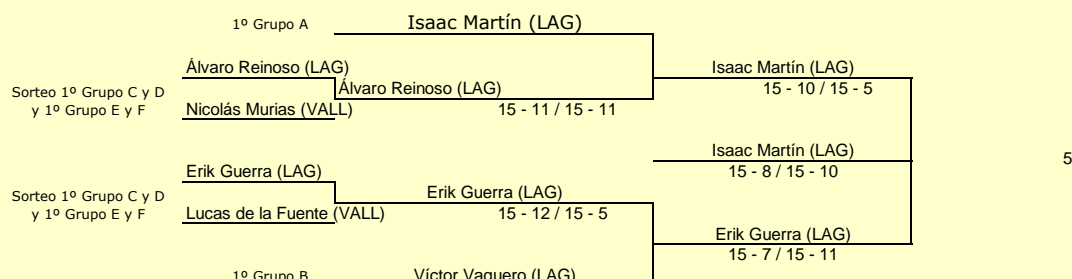 1º Grupo A
Isaac Martín (LAG)
Álvaro Reinoso (LAG)
Isaac Martín (LAG)
Sorteo 1º Grupo C y D
y 1º Grupo E y F
Álvaro Reinoso (LAG)
15 - 10 / 15 - 5
Nicolás Murias (VALL)
15 - 11 / 15 - 11
Isaac Martín (LAG)
15 - 8 / 15 - 10
5
Erik Guerra (LAG)
Sorteo 1º Grupo C y D
y 1º Grupo E y F
Erik Guerra (LAG)
Lucas de la Fuente (VALL)
15 - 12 / 15 - 5
Erik Guerra (LAG)
15 - 7 / 15 - 11
1º Grupo B
Víctor Vaquero (LAG)